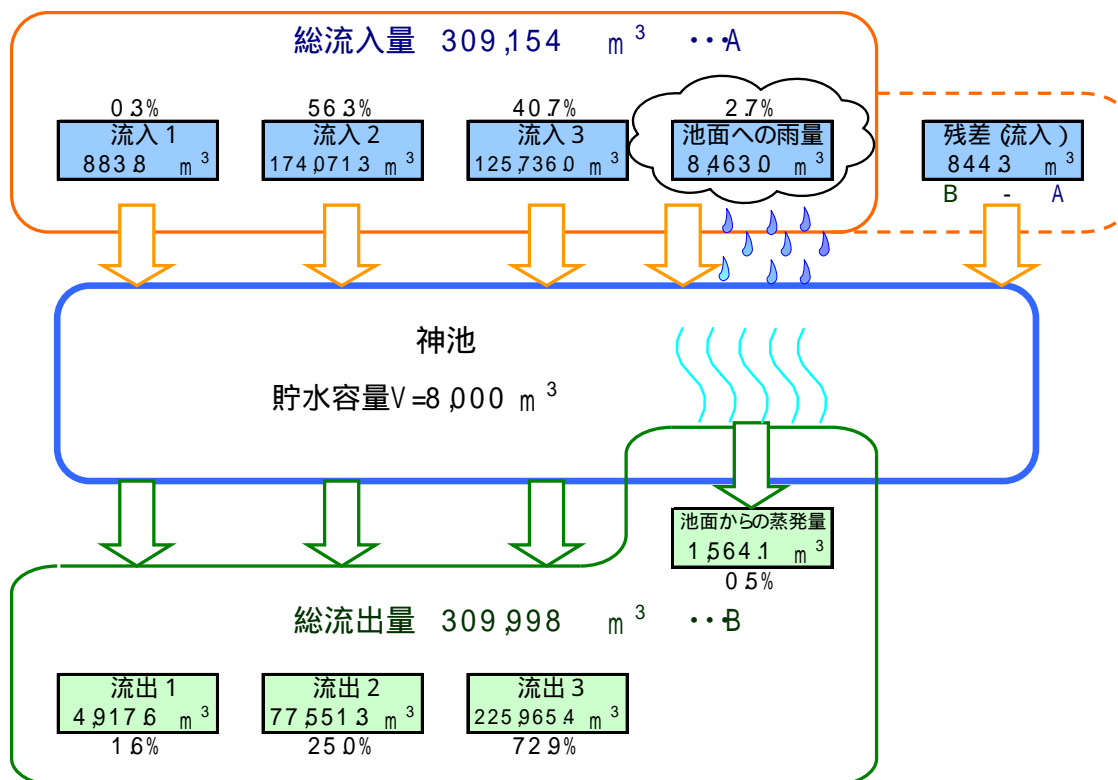 総流入量 309,154 m³ …A
0.3%
流入1
883.8 m³
56.3%
流入2
174,071.3 m³
40.7%
流入3
125,736.0 m³
2.7%
池面への雨量
8,463.0 m³
残差(流入)
844.3 m³
B - A
神池
貯水容量V=8,000 m³
池面からの蒸発量
1,564.1 m³
0.5%
総流出量 309,998 m³ …B
流出1
4,917.6 m³
1.6%
流出2
77,551.3 m³
25.0%
流出3
225,965.4 m³
72.9%